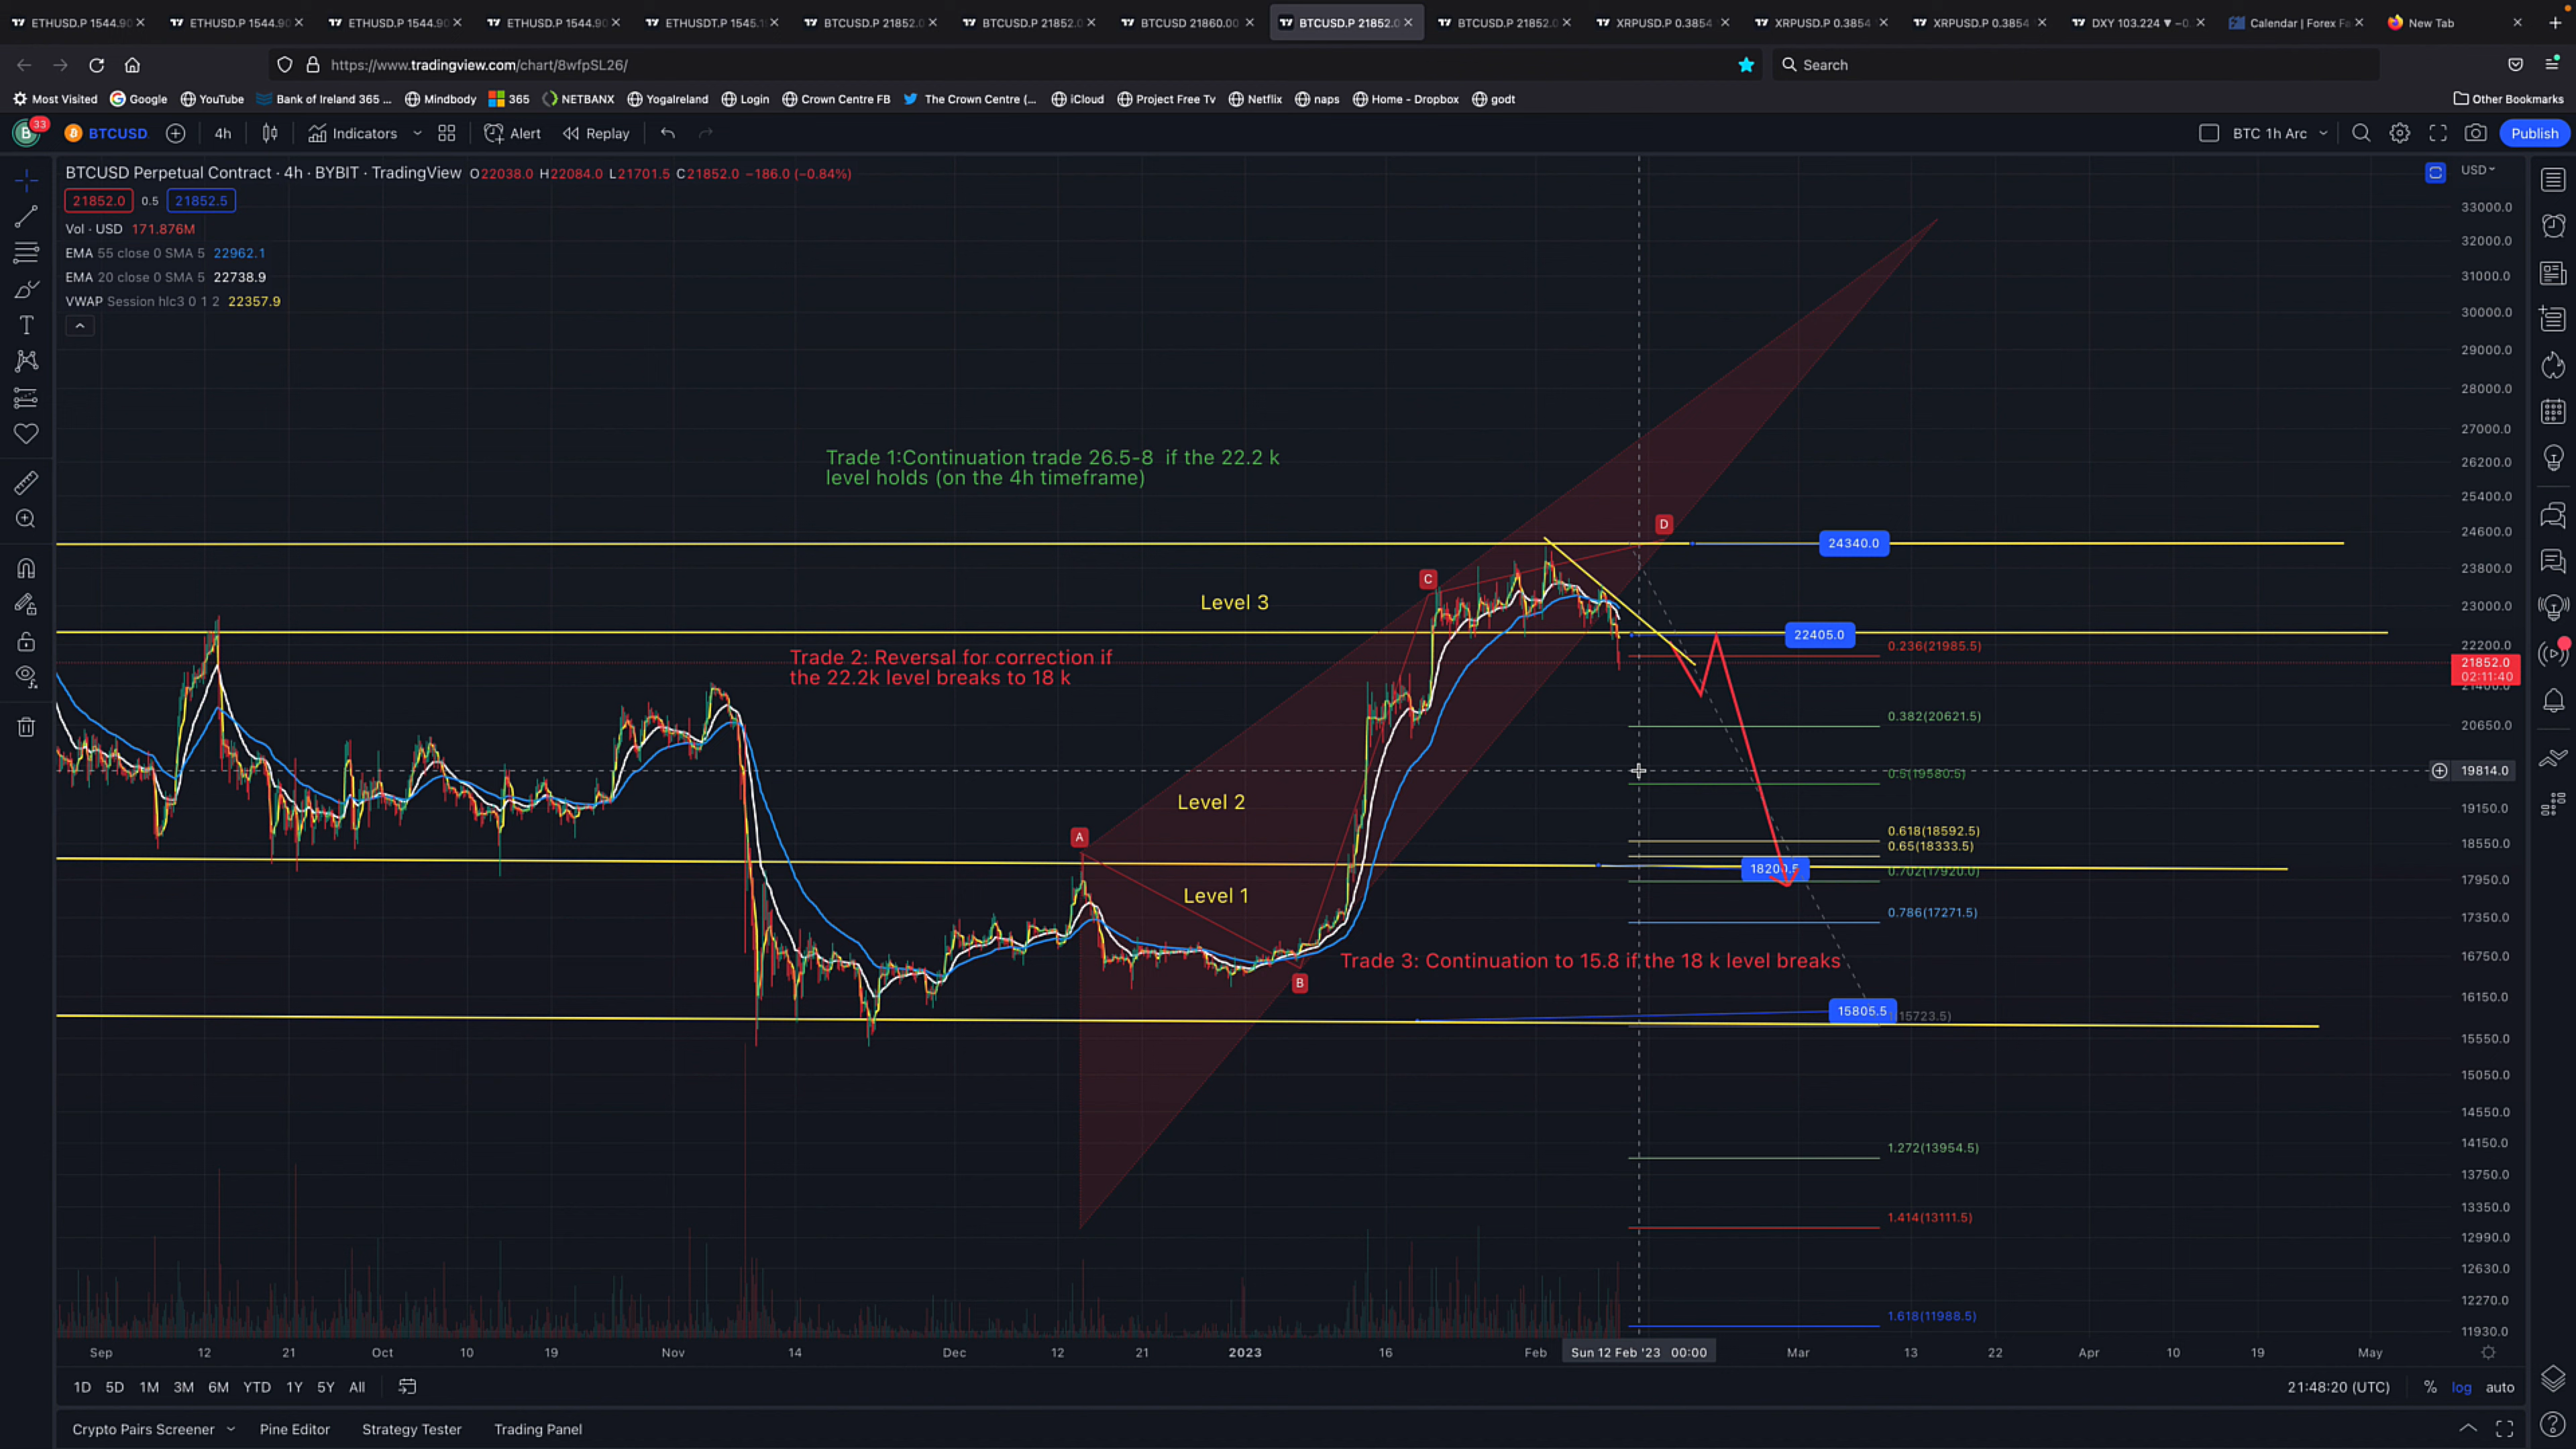 ETHUSD.P 1544.90
ETHUSD.P 1544.90
ETHUSD.P 1544.90
ETHUSD.P 1544.90
ETHUSDT.P 1545.1
BTCUSD.P 21852.0
BTCUSD.P 21852.0
BTCUSD 21860.00
BTCUSD.P 21852.0
BTCUSD.P 21852.0
XRPUSD.P 0.3854
XRPUSD.P 0.3854
XRPUSD.P 0.3854
DXY 103.224 ▼ −0.
Calendar | Forex Fa
New Tab
https://www.tradingview.com/chart/8wfpSL26/
Search
Most Visited
Google
YouTube
Bank of Ireland 365 ...
Mindbody
365
NETBANX
YogaIreland
Login
Crown Centre FB
The Crown Centre (...
iCloud
Project Free Tv
Netflix
naps
Home - Dropbox
godt
Other Bookmarks
B 33
BTCUSD
4h
Indicators
Alert
Replay
BTC 1h Arc
Publish
BTCUSD Perpetual Contract · 4h · BYBIT · TradingView O22038.0 H22084.0 L21701.5 C21852.0 −186.0 (−0.84%)
21852.0 0.5 21852.5
Vol · USD 171.876M
EMA 55 close 0 SMA 5 22962.1
EMA 20 close 0 SMA 5 22738.9
VWAP Session hlc3 0 1 2 22357.9
USD
33000.0
32000.0
31000.0
30000.0
29000.0
28000.0
27000.0
26200.0
25400.0
24600.0
23800.0
23000.0
22200.0
21852.0
02:11:40
21400.0
20650.0
19814.0
19150.0
18550.0
17950.0
17350.0
16750.0
16150.0
15550.0
15050.0
14550.0
14150.0
13750.0
13350.0
12990.0
12630.0
12270.0
11930.0
Trade 1:Continuation trade 26.5-8 if the 22.2 k
level holds (on the 4h timeframe)
D
24340.0
C
Level 3
22405.0
0.236(21985.5)
Trade 2: Reversal for correction if
the 22.2k level breaks to 18 k
0.382(20621.5)
0.5(19580.5)
Level 2
A
0.618(18592.5)
0.65(18333.5)
18200.5
0.702(17920.0)
Level 1
0.786(17271.5)
Trade 3: Continuation to 15.8 if the 18 k level breaks
B
15805.5
(15723.5)
1.272(13954.5)
1.414(13111.5)
1.618(11988.5)
Sep 12 21 Oct 10 19 Nov 14 Dec 12 21 2023 16 Feb Sun 12 Feb '23 00:00 Mar 13 22 Apr 10 19 May
1D 5D 1M 3M 6M YTD 1Y 5Y All
21:48:20 (UTC) % log auto
Crypto Pairs Screener
Pine Editor
Strategy Tester
Trading Panel